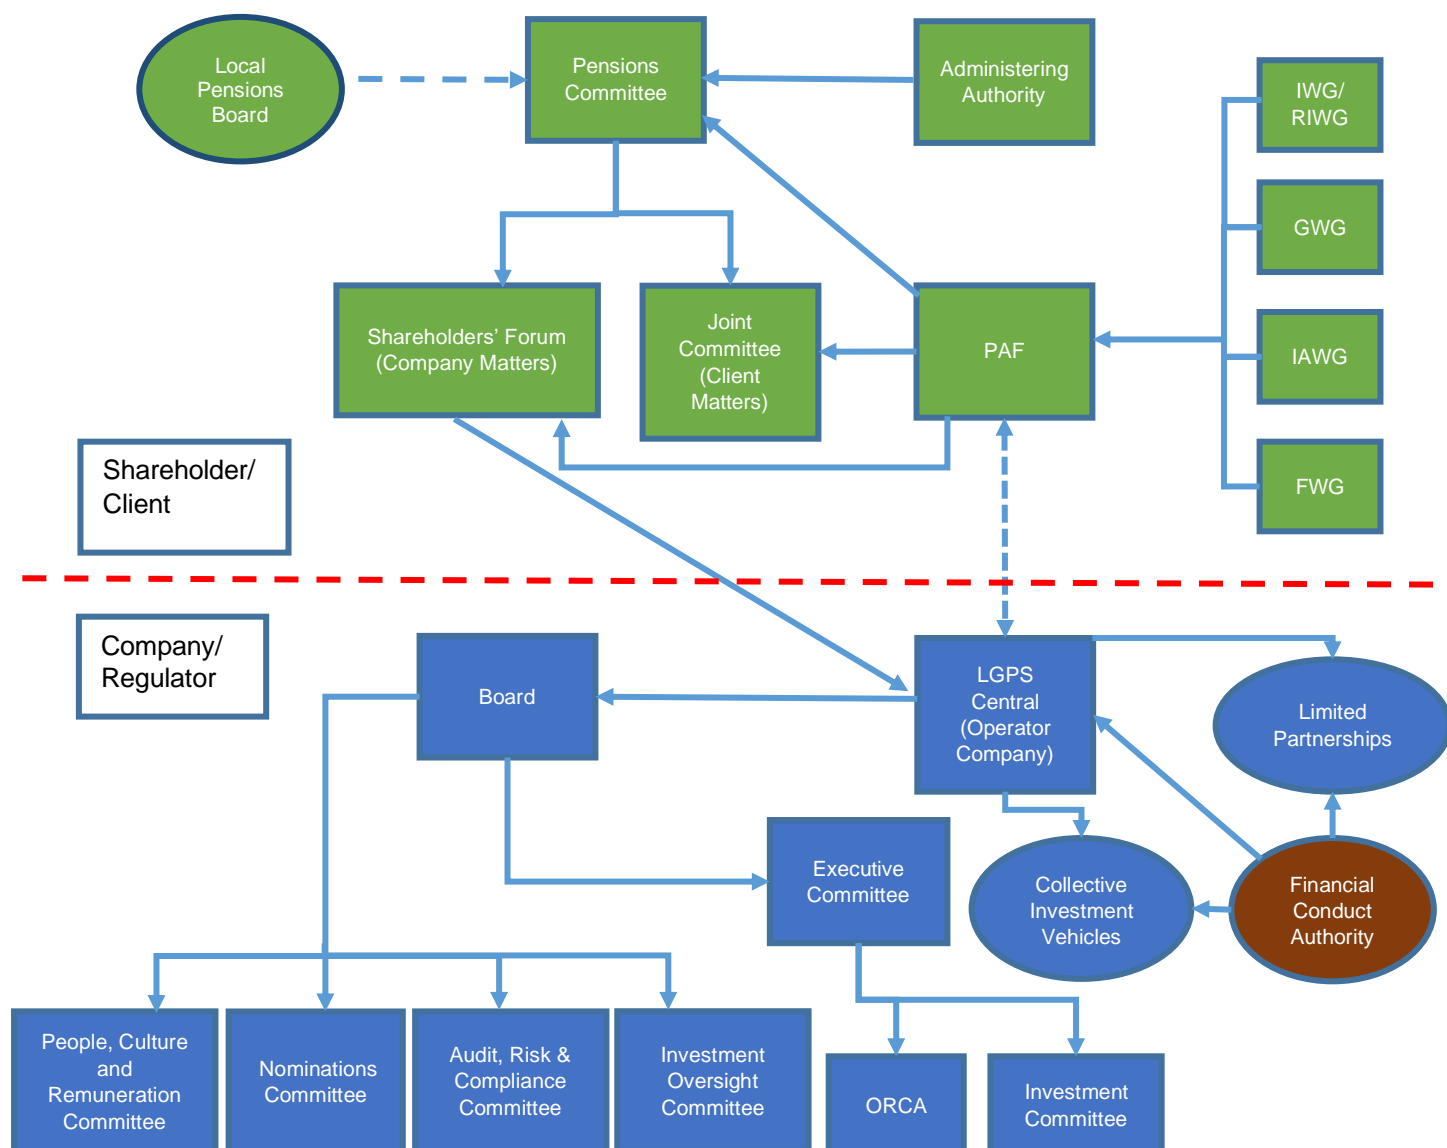 Local
Pensions
Board
Pensions
Committee
Administering
Authority
IWG/
RIWG
GWG
Shareholders’ Forum
(Company Matters)
Joint
Committee
(Client
Matters)
PAF
IAWG
FWG
Shareholder/
Client
Company/
Regulator
Board
LGPS
Central
(Operator
Company)
Limited
Partnerships
Executive
Committee
Collective
Investment
Vehicles
Financial
Conduct
Authority
People, Culture
and
Remuneration
Committee
Nominations
Committee
Audit, Risk &
Compliance
Committee
Investment
Oversight
Committee
ORCA
Investment
Committee